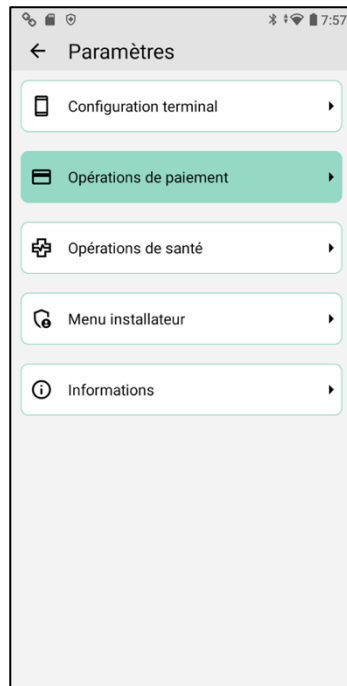 7:57
Paramètres
Configuration terminal
Opérations de paiement
Opérations de santé
Menu installateur
Informations